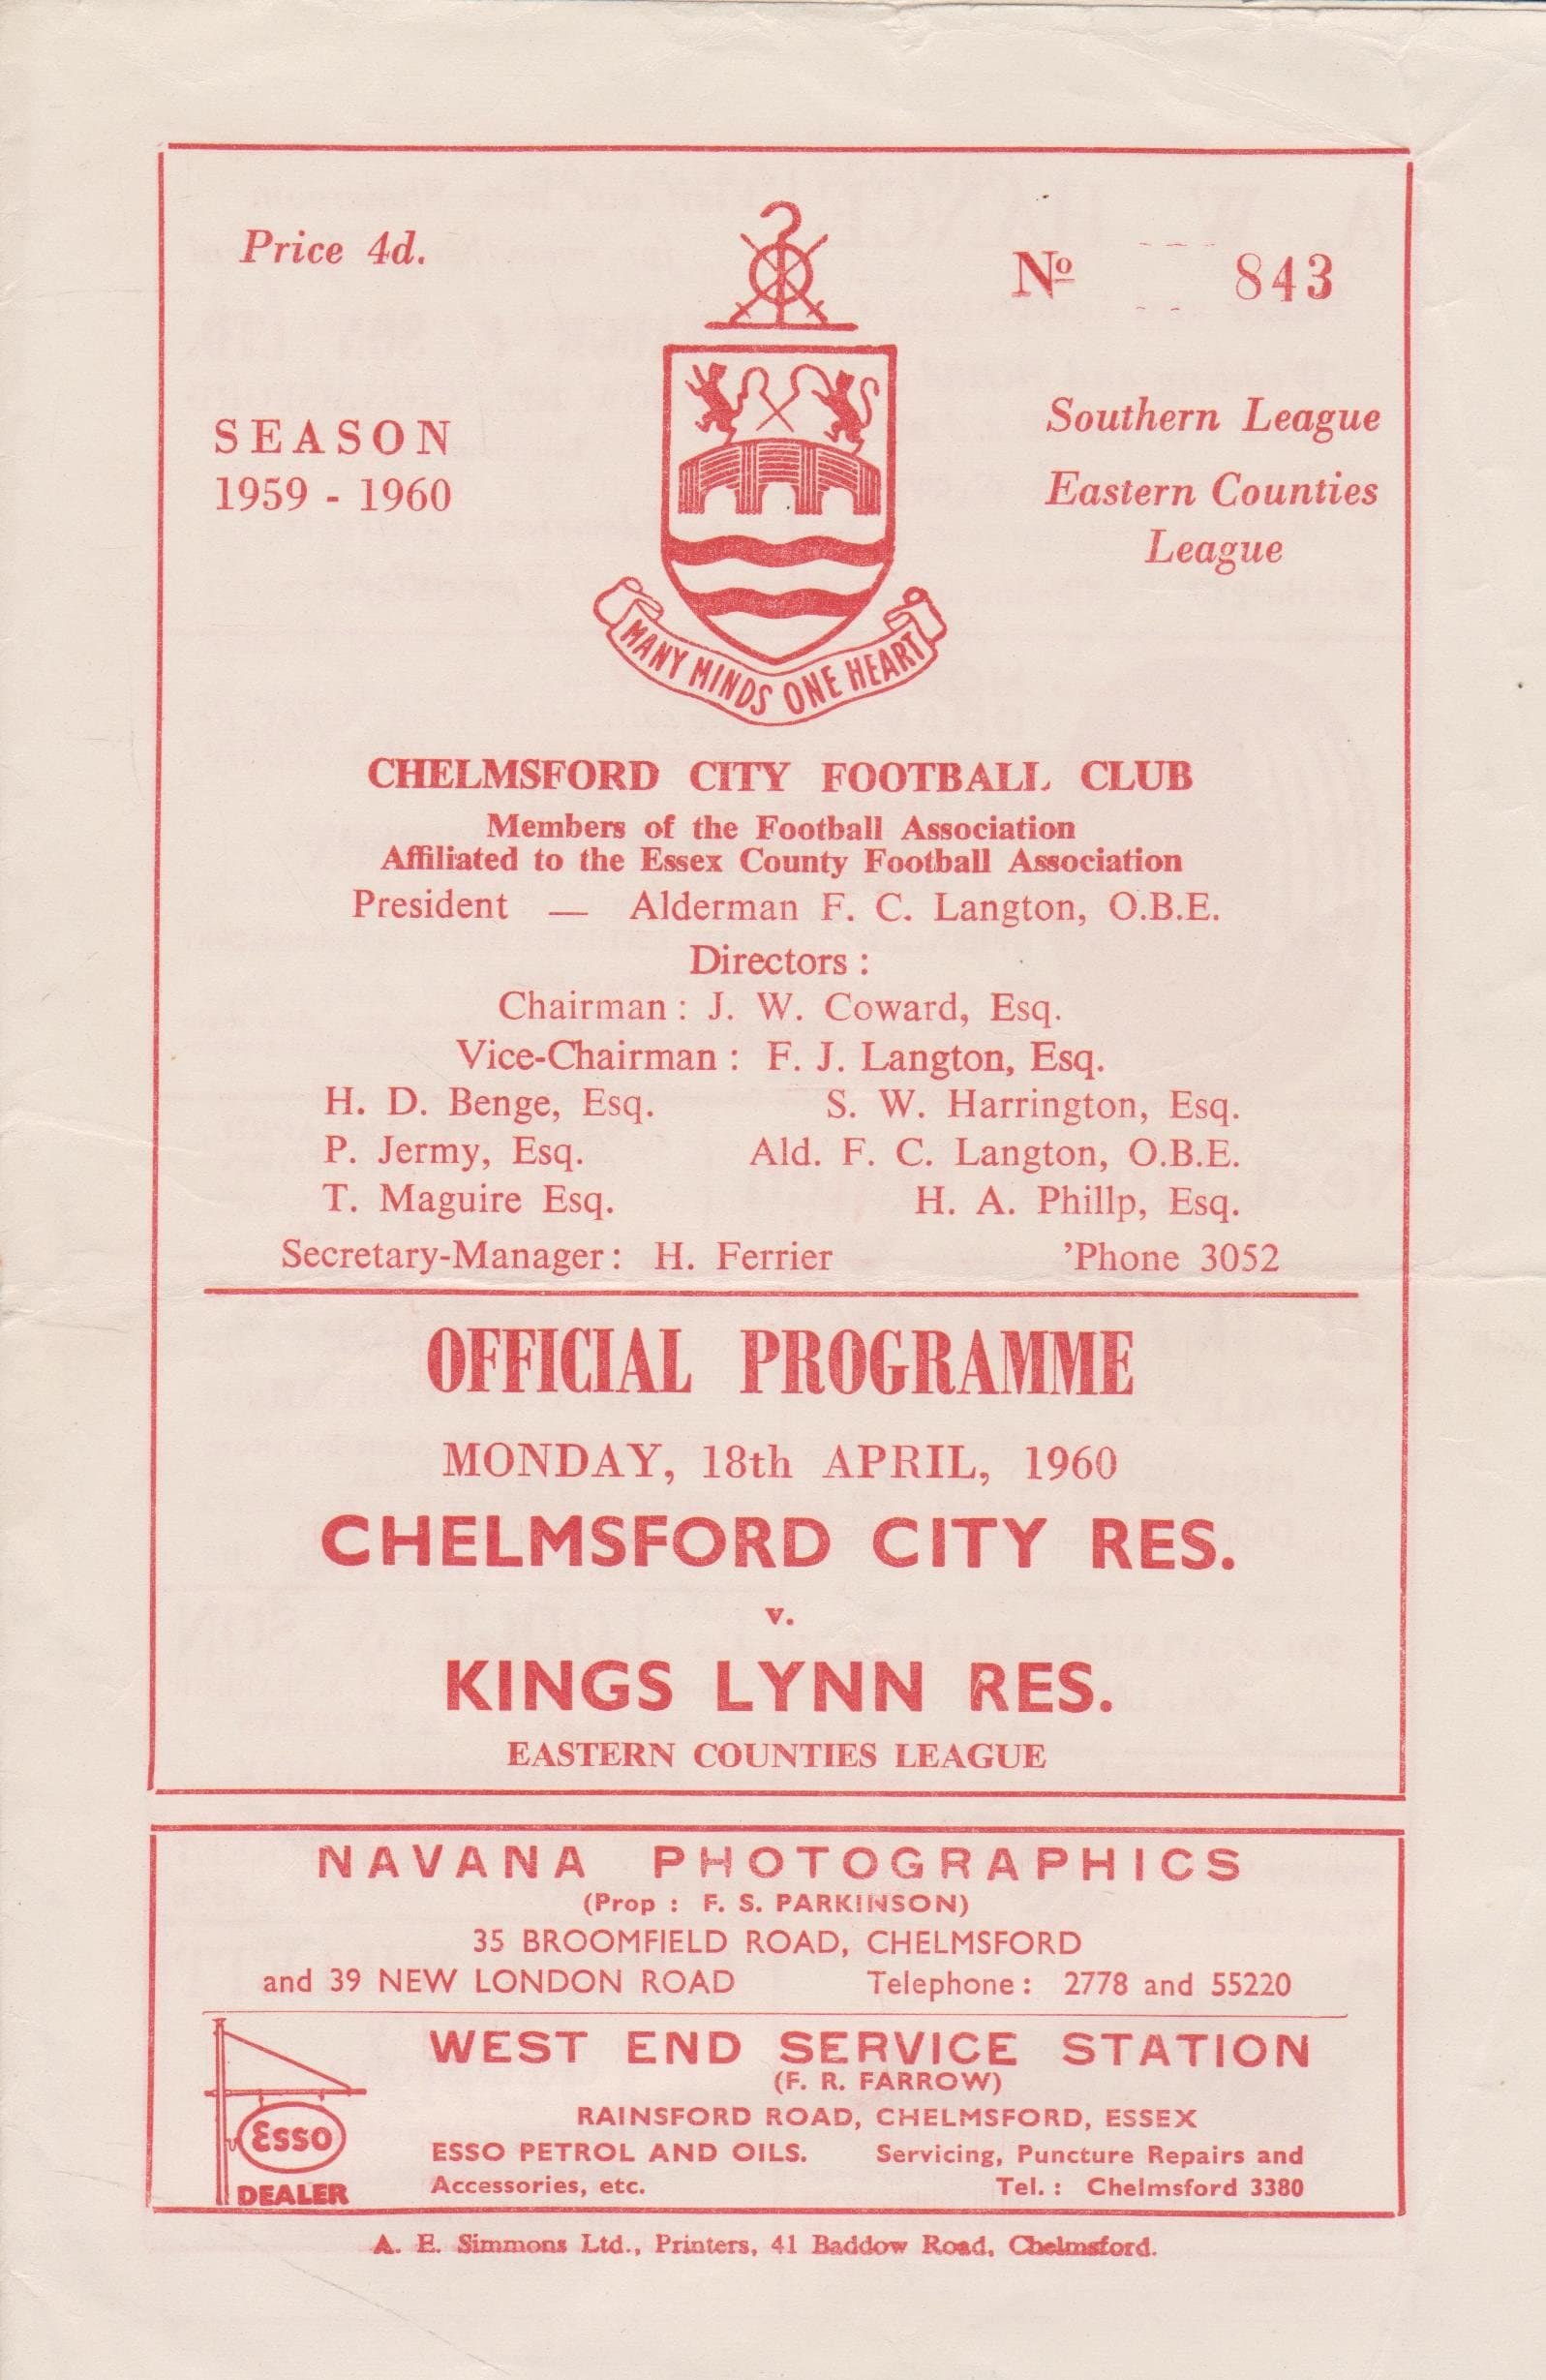 Price 4d.
Nº 843
SEASON
1959 - 1960
Southern League
Eastern Counties
League
MANY MINDS ONE HEART
CHELMSFORD CITY FOOTBALL CLUB
Members of the Football Association
Affiliated to the Essex County Football Association
President — Alderman F. C. Langton, O.B.E.
Directors :
Chairman : J. W. Coward, Esq.
Vice-Chairman : F. J. Langton, Esq.
H. D. Benge, Esq. S. W. Harrington, Esq.
P. Jermy, Esq. Ald. F. C. Langton, O.B.E.
T. Maguire Esq. H. A. Phillp, Esq.
Secretary-Manager : H. Ferrier 'Phone 3052
OFFICIAL PROGRAMME
MONDAY, 18th APRIL, 1960
CHELMSFORD CITY RES.
v.
KINGS LYNN RES.
EASTERN COUNTIES LEAGUE
NAVANA PHOTOGRAPHICS
(Prop : F. S. PARKINSON)
35 BROOMFIELD ROAD, CHELMSFORD
and 39 NEW LONDON ROAD Telephone : 2778 and 55220
WEST END SERVICE STATION
(F. R. FARROW)
RAINSFORD ROAD, CHELMSFORD, ESSEX
ESSO PETROL AND OILS. Servicing, Puncture Repairs and
Accessories, etc. Tel. : Chelmsford 3380
Esso
DEALER
A. E. Simmons Ltd., Printers, 41 Baddow Road, Chelmsford.